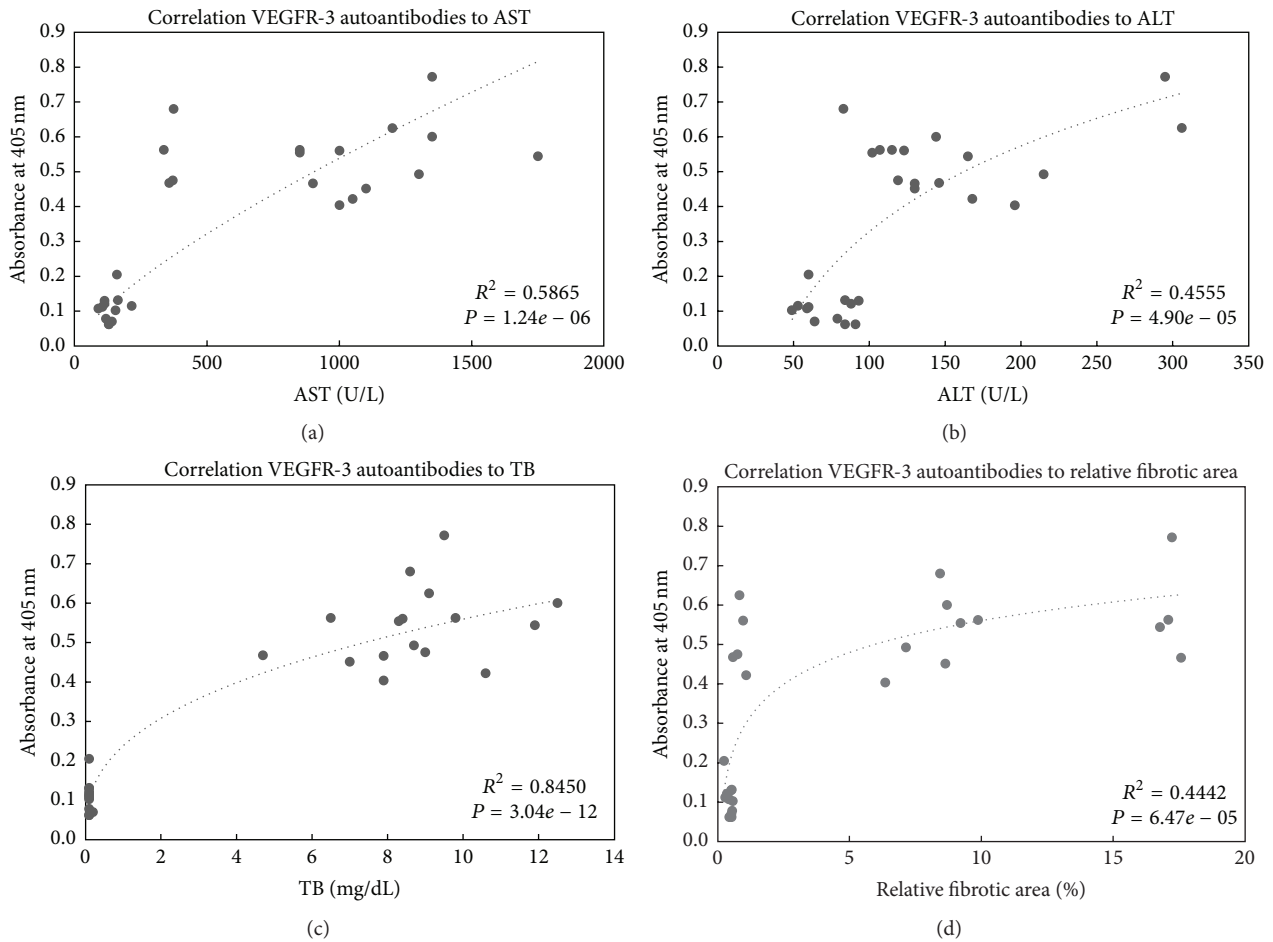 Correlation VEGFR-3 autoantibodies to AST
0.9
0.8
0.7
0.6
0.5
0.4
0.3
0.2
0.1
0.0
Absorbance at 405 nm
R² = 0.5865
P = 1.24e − 06
0 500 1000 1500 2000
AST (U/L)
(a)
Correlation VEGFR-3 autoantibodies to ALT
0.9
0.8
0.7
0.6
0.5
0.4
0.3
0.2
0.1
0.0
Absorbance at 405 nm
R² = 0.4555
P = 4.90e − 05
0 50 100 150 200 250 300 350
ALT (U/L)
(b)
Correlation VEGFR-3 autoantibodies to TB
0.9
0.8
0.7
0.6
0.5
0.4
0.3
0.2
0.1
0.0
Absorbance at 405 nm
R² = 0.8450
P = 3.04e − 12
0 2 4 6 8 10 12 14
TB (mg/dL)
(c)
Correlation VEGFR-3 autoantibodies to relative fibrotic area
0.9
0.8
0.7
0.6
0.5
0.4
0.3
0.2
0.1
0.0
Absorbance at 405 nm
R² = 0.4442
P = 6.47e − 05
0 5 10 15 20
Relative fibrotic area (%)
(d)